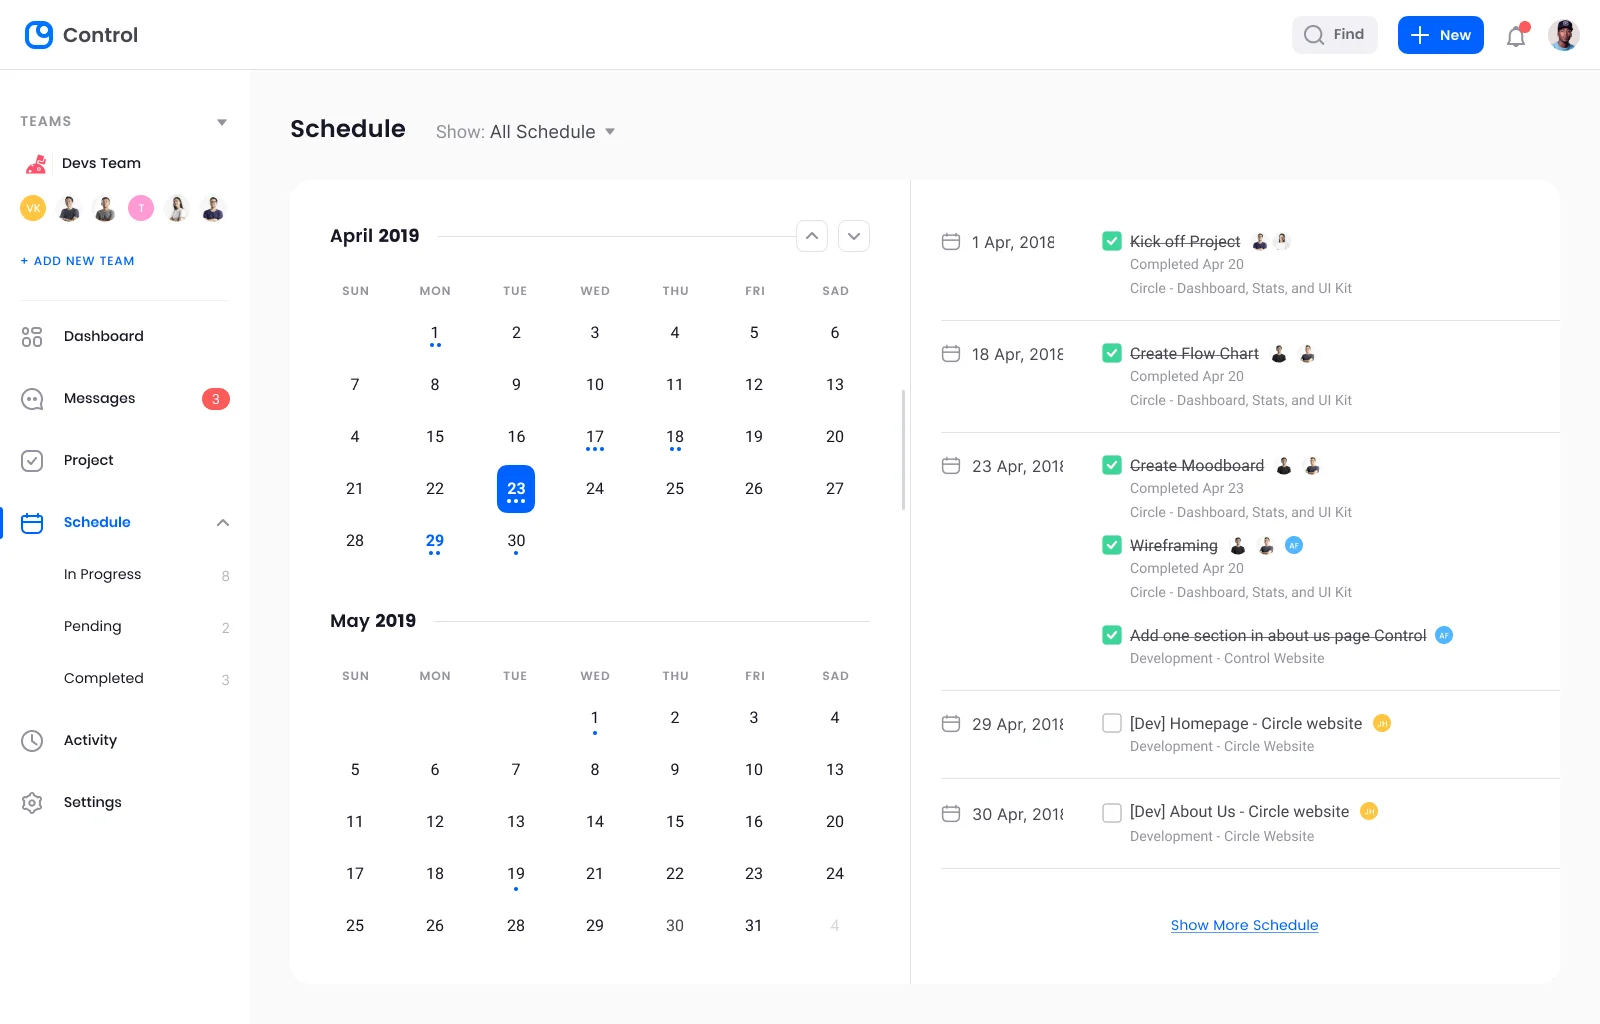 Control
Find
New
TEAMS
Devs Team
VK
T
+ ADD NEW TEAM
Dashboard
Messages
3
Project
Schedule
In Progress
8
Pending
2
Completed
3
Activity
Settings
Schedule
Show: All Schedule
April 2019
SUN MON TUE WED THU FRI SAD
1 2 3 4 5 6
7 8 9 10 11 12 13
4 15 16 17 18 19 20
21 22 23 24 25 26 27
28 29 30
May 2019
SUN MON TUE WED THU FRI SAD
1 2 3 4
5 6 7 8 9 10 13
11 12 13 14 15 16 20
17 18 19 21 22 23 24
25 26 28 29 30 31 4
1 Apr, 2018
Kick off Project
Completed Apr 20
Circle - Dashboard, Stats, and UI Kit
18 Apr, 2018
Create Flow Chart
Completed Apr 20
Circle - Dashboard, Stats, and UI Kit
23 Apr, 2018
Create Moodboard
Completed Apr 23
Circle - Dashboard, Stats, and UI Kit
Wireframing
AF
Completed Apr 20
Circle - Dashboard, Stats, and UI Kit
Add one section in about us page Control
AF
Development - Control Website
29 Apr, 2018
[Dev] Homepage - Circle website
JH
Development - Circle Website
30 Apr, 2018
[Dev] About Us - Circle website
JH
Development - Circle Website
Show More Schedule